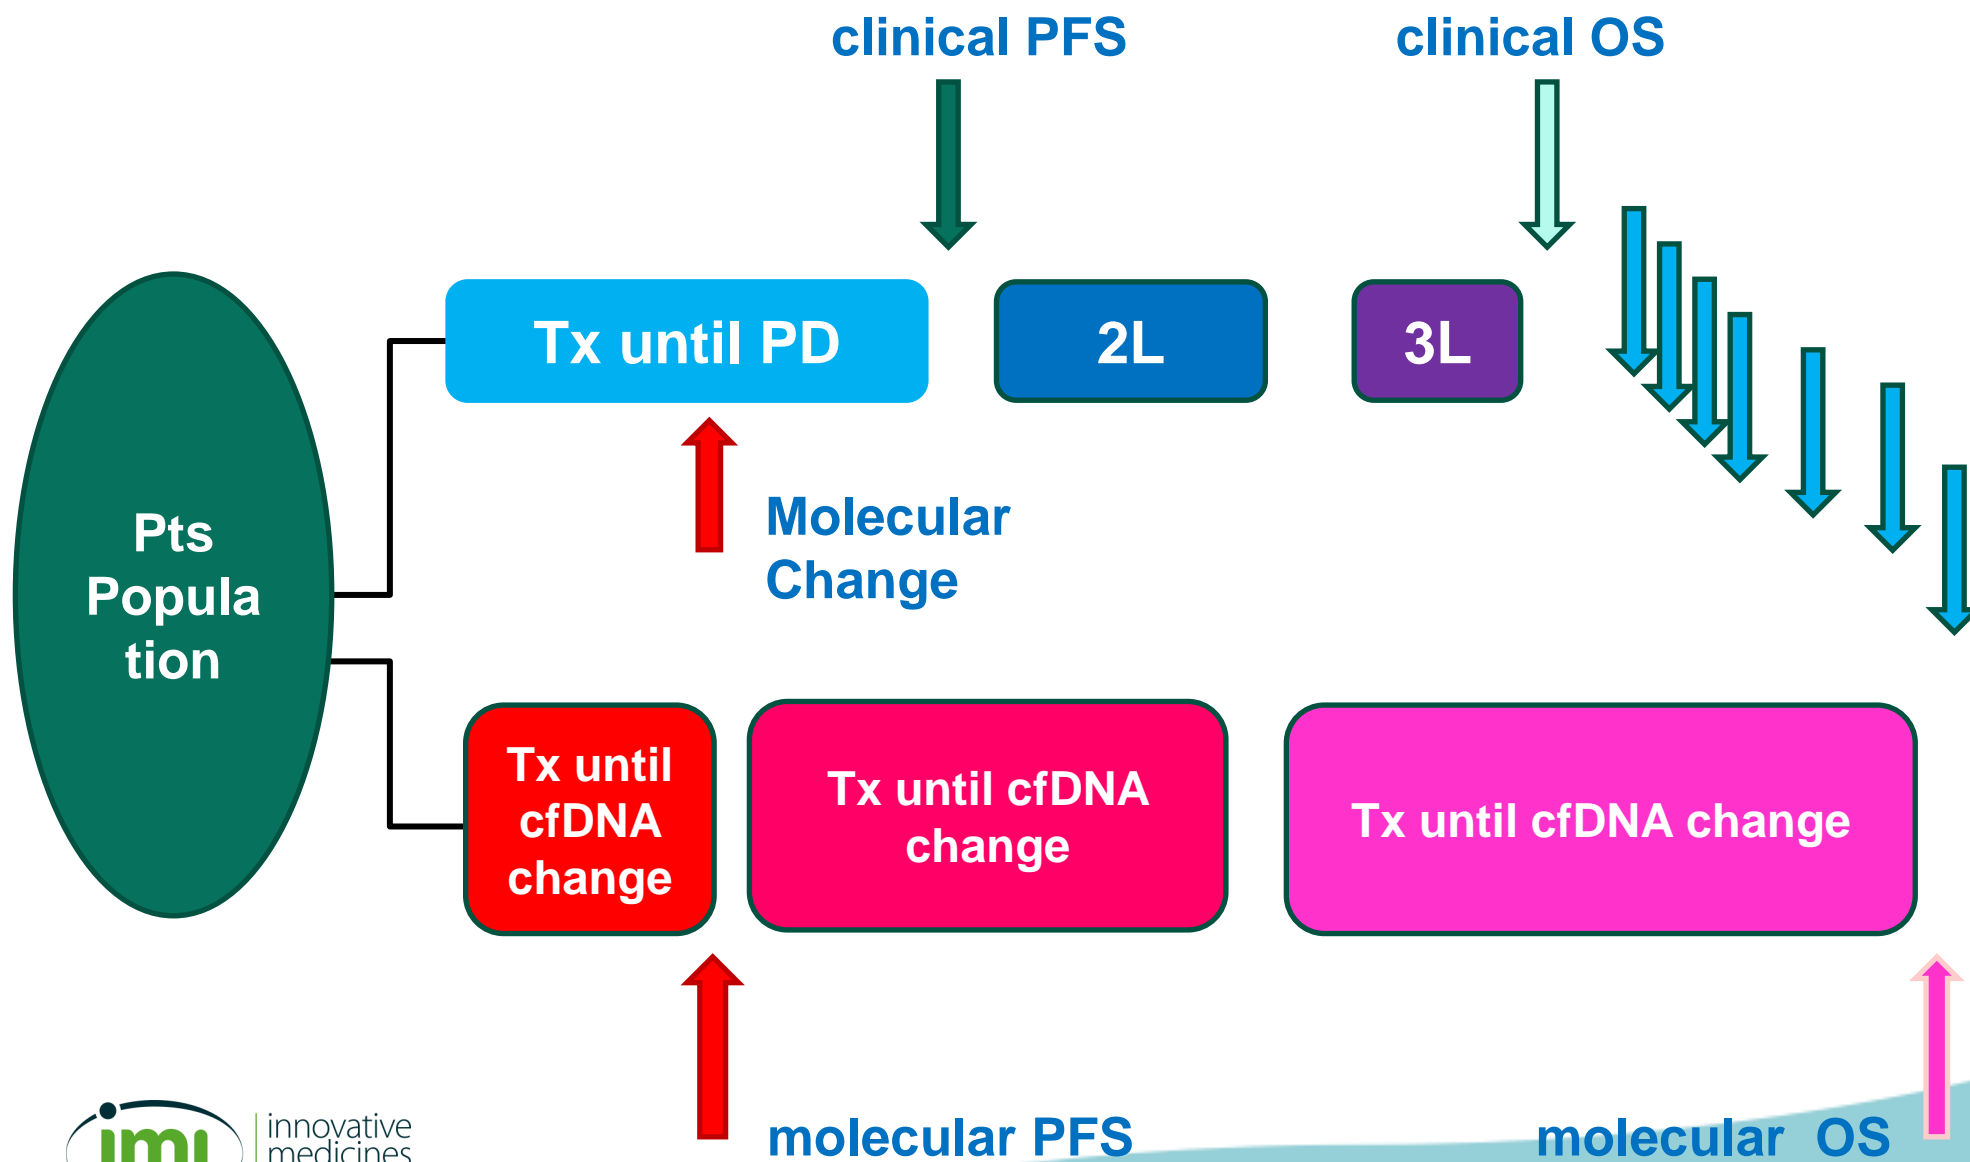 clinical PFS
clinical OS
Tx until PD
2L
3L
Molecular
Change
Pts
Popula
tion
Tx until
cfDNA
change
Tx until cfDNA
change
Tx until cfDNA change
molecular PFS
molecular OS
imi
innovative
medicines